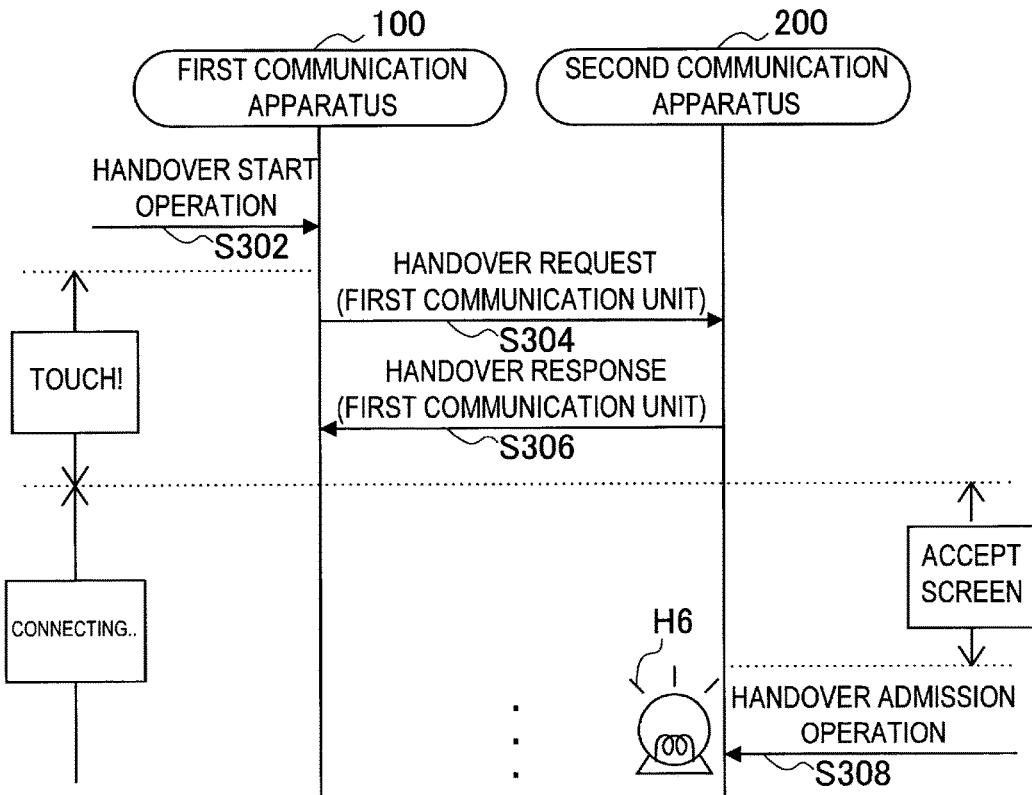 100
200
FIRST COMMUNICATION
APPARATUS
SECOND COMMUNICATION
APPARATUS
HANDOVER START
OPERATION
S302
HANDOVER REQUEST
(FIRST COMMUNICATION UNIT)
S304
TOUCH!
HANDOVER RESPONSE
(FIRST COMMUNICATION UNIT)
S306
ACCEPT
SCREEN
CONNECTING..
H6
HANDOVER ADMISSION
OPERATION
S308